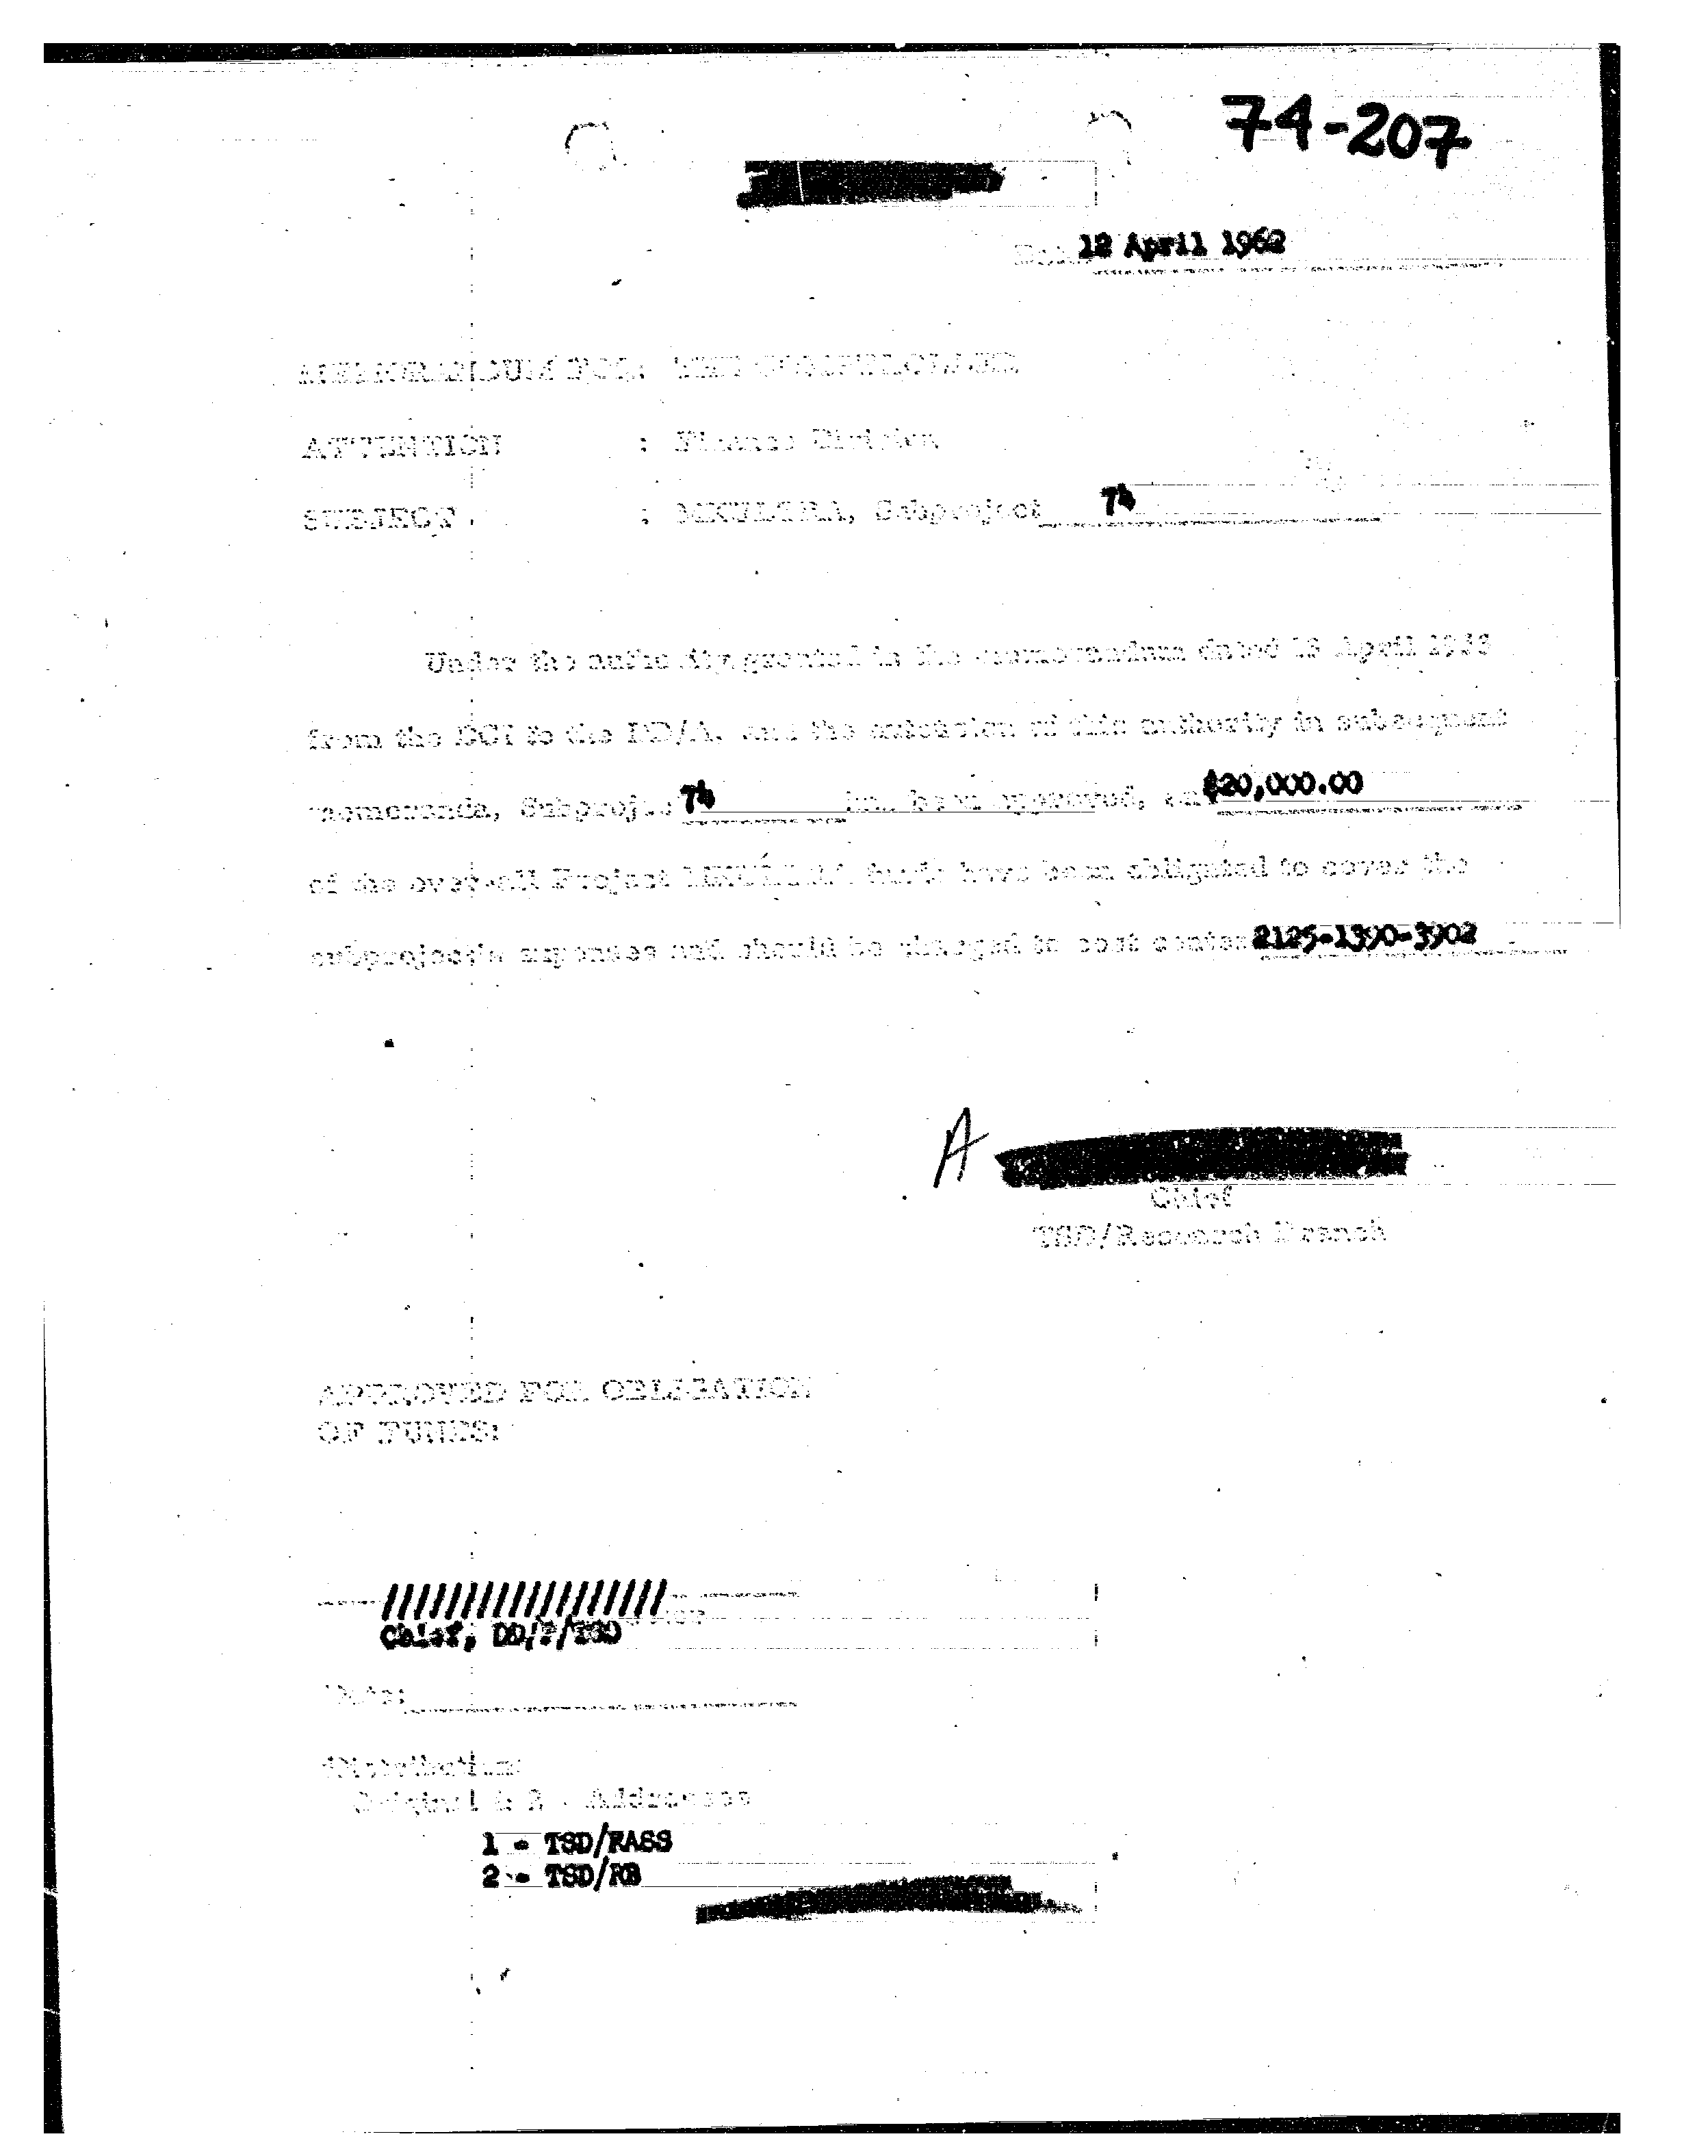 74-207
Date 12 April 1962
MEMORANDUM FOR: THE COMPTROLLER
ATTENTION : Finance Division
SUBJECT : MKULTRA, Subproject 74
Under the authority granted in the memorandum dated 13 April 1953
from the DCI to the DD/A, and the extension of this authority in subsequent
memoranda, Subproject 74 has been approved, and $20,000.00
of the over-all Project MKULTRA funds have been obligated to cover the
subproject's expenses and should be charged to cost center 2125-1390-3902
A
Chief
TSD/Research Branch
APPROVED FOR OBLIGATION
OF FUNDS:
Chief, DD/P/TSD
Date:
Distribution:
Original & 2 - Addressee
1 - TSD/FASS
2 - TSD/RB